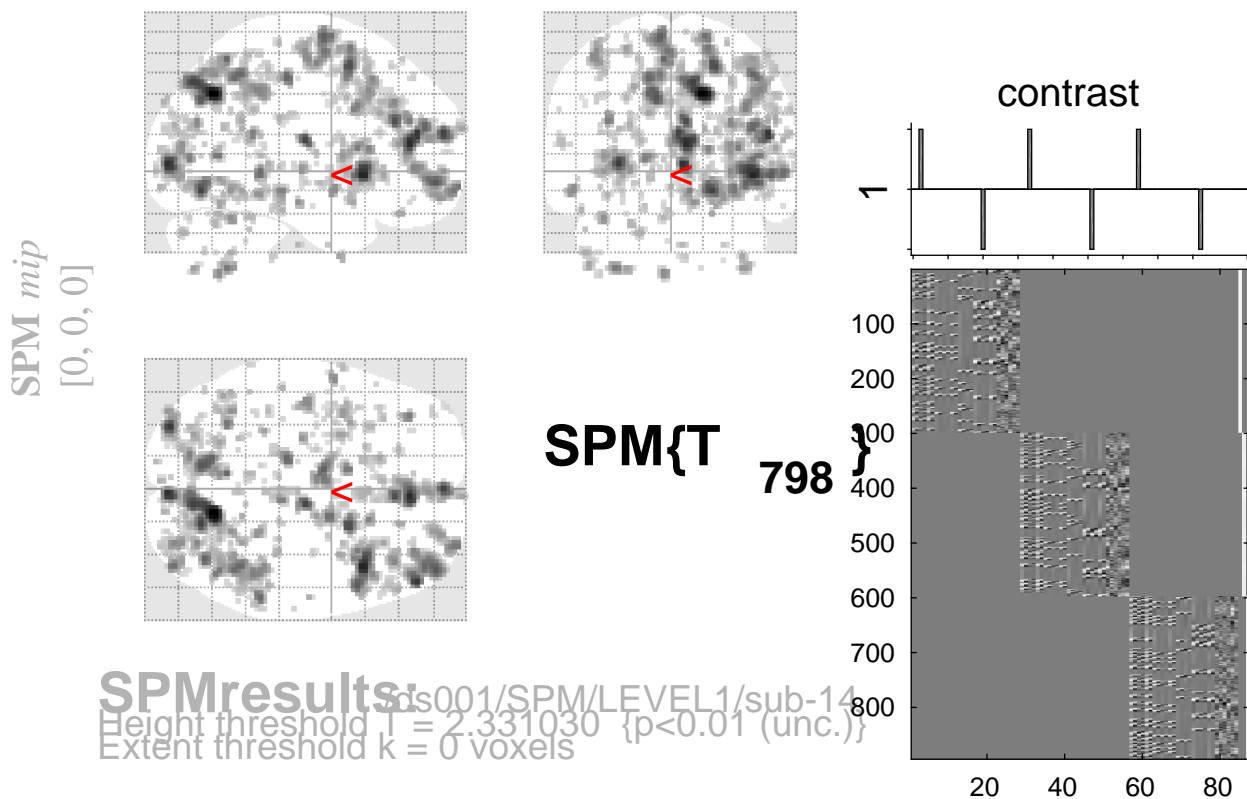 SPM mip
[0, 0, 0]
<
<
<
SPM{T
798
}
contrast
1
100
200
300
400
500
600
700
800
20
40
60
80
SPMresults:
/ds001/SPM/LEVEL1/sub-14
Height threshold T = 2.331030 {p<0.01 (unc.)}
Extent threshold k = 0 voxels